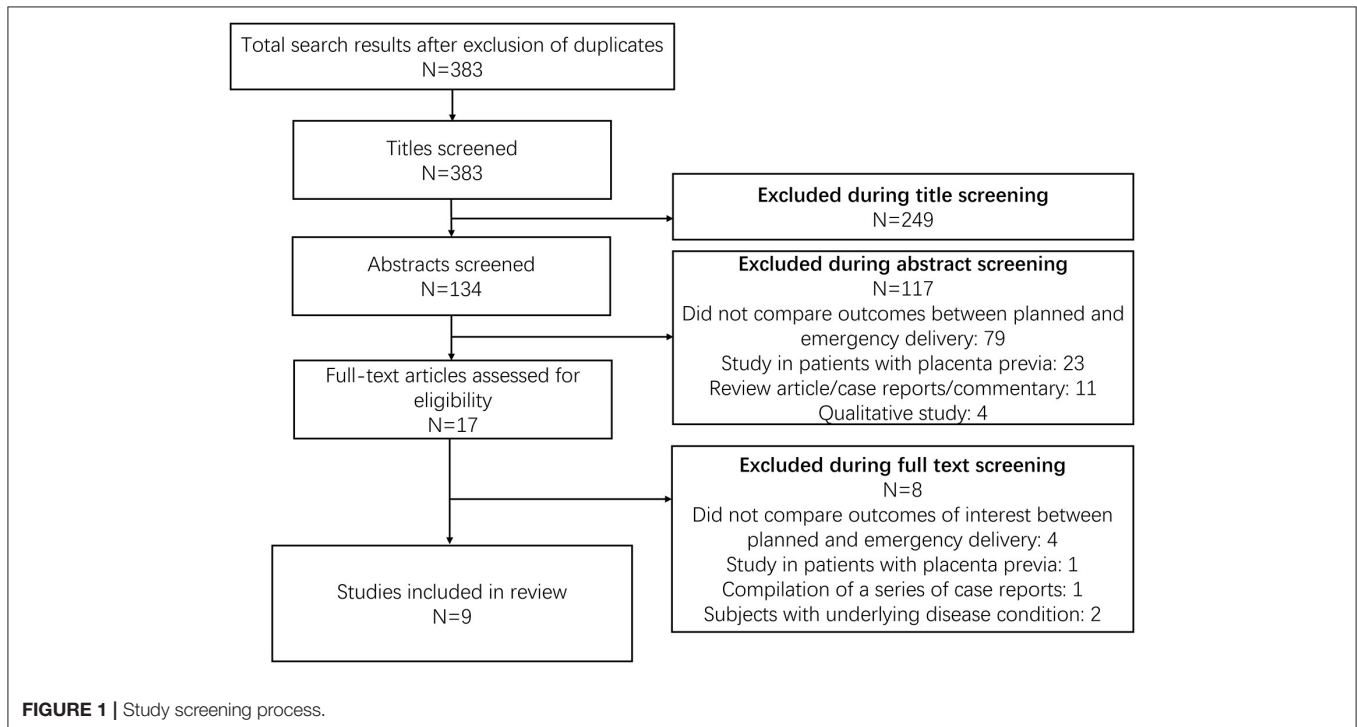 Total search results after exclusion of duplicates
N=383
Titles screened
N=383
Excluded during title screening
N=249
Abstracts screened
N=134
Excluded during abstract screening
N=117
Did not compare outcomes between planned and
emergency delivery: 79
Study in patients with placenta previa: 23
Review article/case reports/commentary: 11
Qualitative study: 4
Full-text articles assessed for
eligibility
N=17
Excluded during full text screening
N=8
Did not compare outcomes of interest between
planned and emergency delivery: 4
Study in patients with placenta previa: 1
Compilation of a series of case reports: 1
Subjects with underlying disease condition: 2
Studies included in review
N=9
FIGURE 1 | Study screening process.